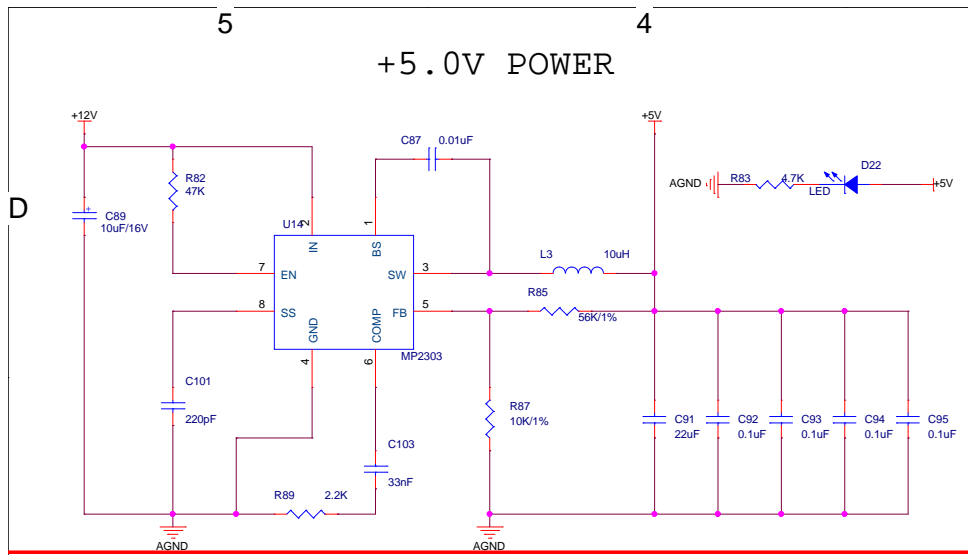 5
4
+5.0V POWER
D
+12V
R82
47K
C89
10uF/16V
+
C87
0.01uF
+5V
D22
AGND
R83
4.7K
LED
+5V
U14
2
1
IN
BS
7
EN
SW
3
8
SS
FB
5
GND
COMP
4
6
MP2303
L3
10uH
R85
56K/1%
C101
220pF
R87
10K/1%
C103
33nF
R89
2.2K
C91
22uF
C92
0.1uF
C93
0.1uF
C94
0.1uF
C95
0.1uF
AGND
AGND